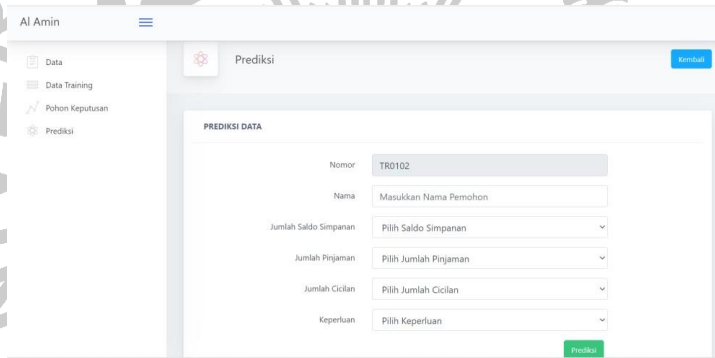 Al Amin
Data
Data Training
Pohon Keputusan
Prediksi
Prediksi
Kembali
PREDIKSI DATA
Nomor TR0102
Nama Masukkan Nama Pemohon
Jumlah Saldo Simpanan Pilih Saldo Simpanan
Jumlah Pinjaman Pilih Jumlah Pinjaman
Jumlah Cicilan Pilih Jumlah Cicilan
Keperluan Pilih Keperluan
Prediksi